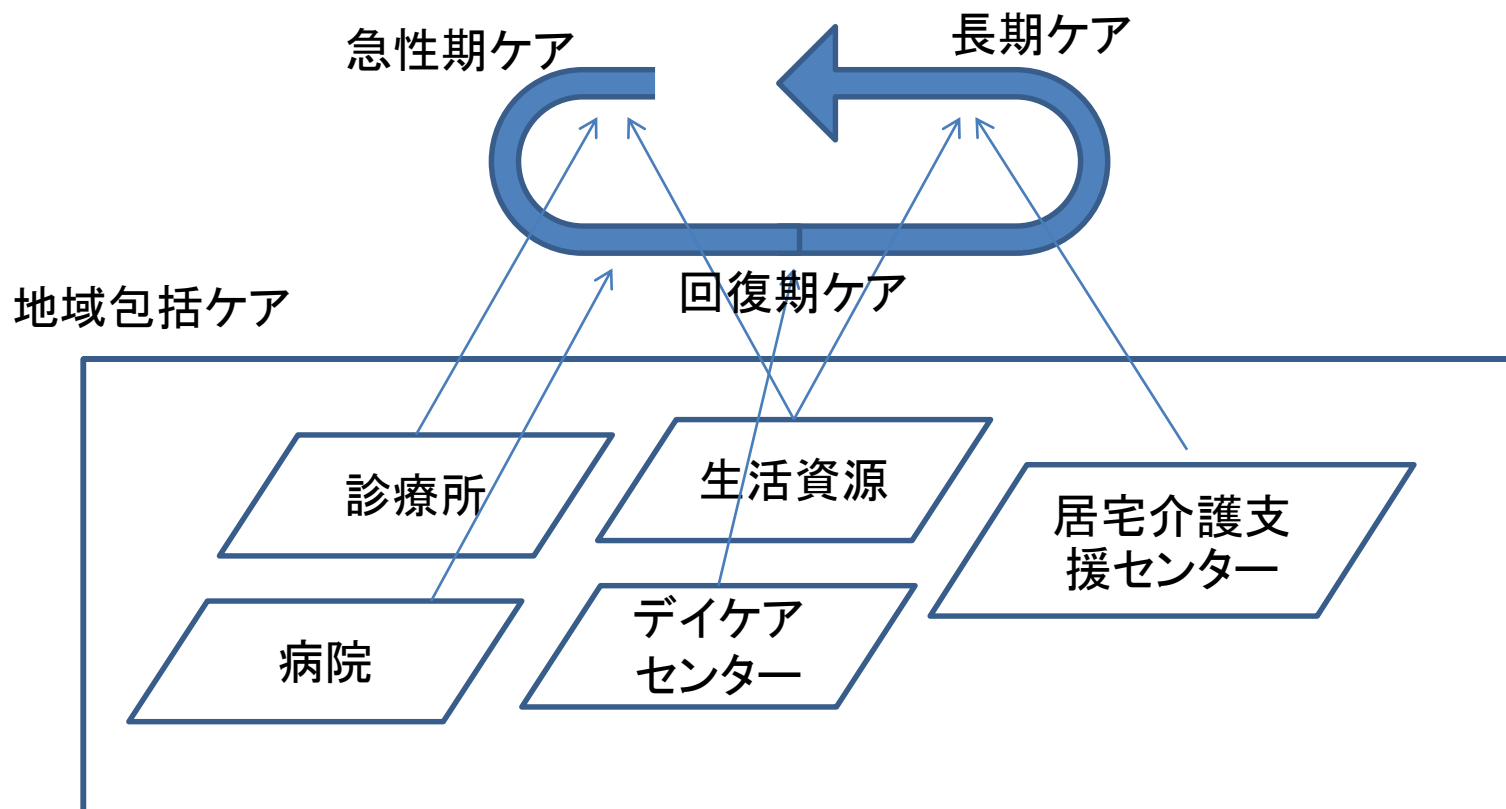 急性期ケア
長期ケア
回復期ケア
地域包括ケア
診療所
生活資源
居宅介護支
援センター
病院
デイケア
センター